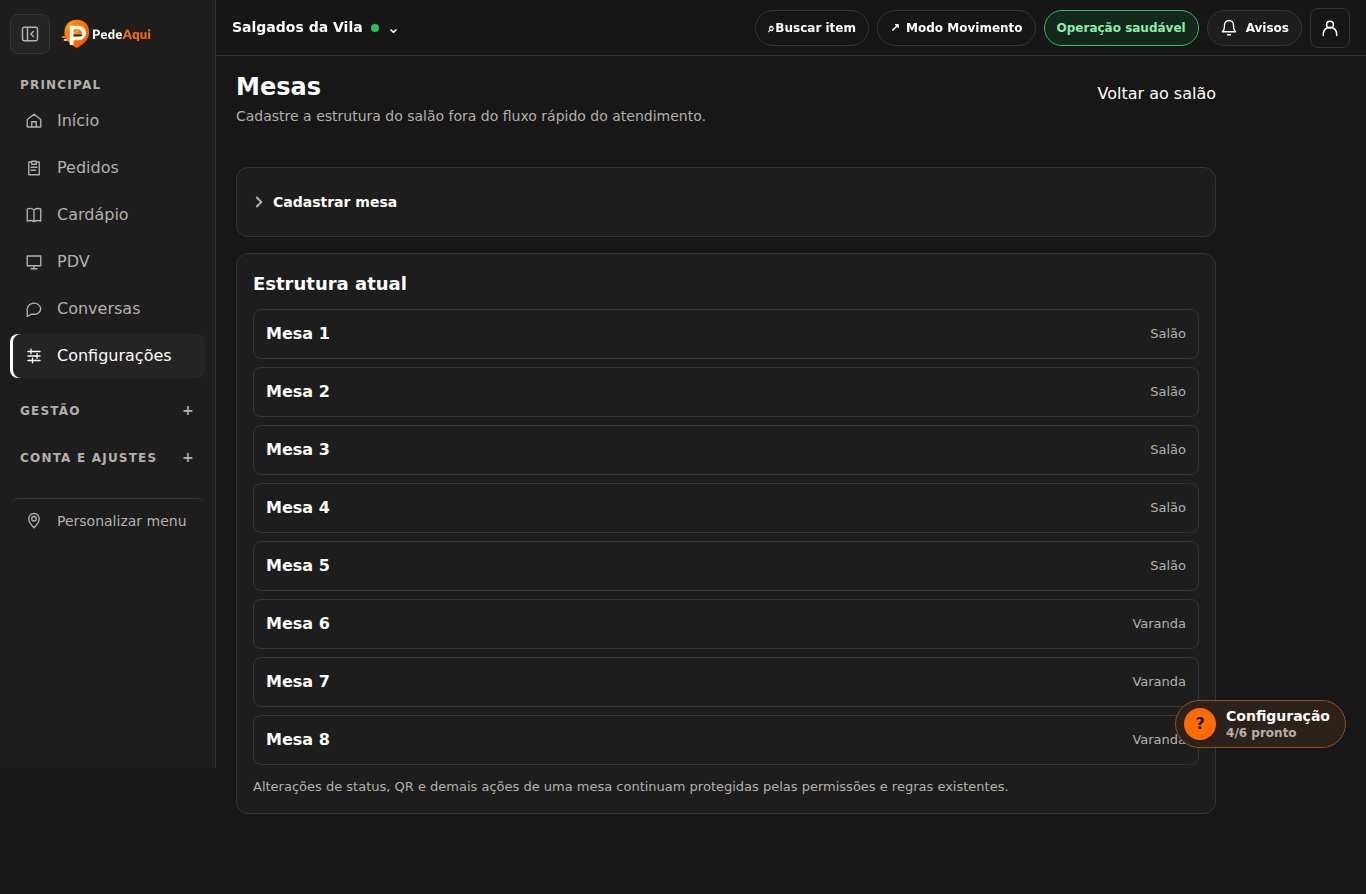 PedeAqui
PRINCIPAL
Início
Pedidos
Cardápio
PDV
Conversas
Configurações
GESTÃO +
CONTA E AJUSTES +
Personalizar menu
Salgados da Vila
Buscar item
↗ Modo Movimento
Operação saudável
Avisos
Mesas
Cadastre a estrutura do salão fora do fluxo rápido do atendimento.
Voltar ao salão
Cadastrar mesa
Estrutura atual
Mesa 1 Salão
Mesa 2 Salão
Mesa 3 Salão
Mesa 4 Salão
Mesa 5 Salão
Mesa 6 Varanda
Mesa 7 Varanda
Mesa 8 Varanda
Alterações de status, QR e demais ações de uma mesa continuam protegidas pelas permissões e regras existentes.
? Configuração
4/6 pronto